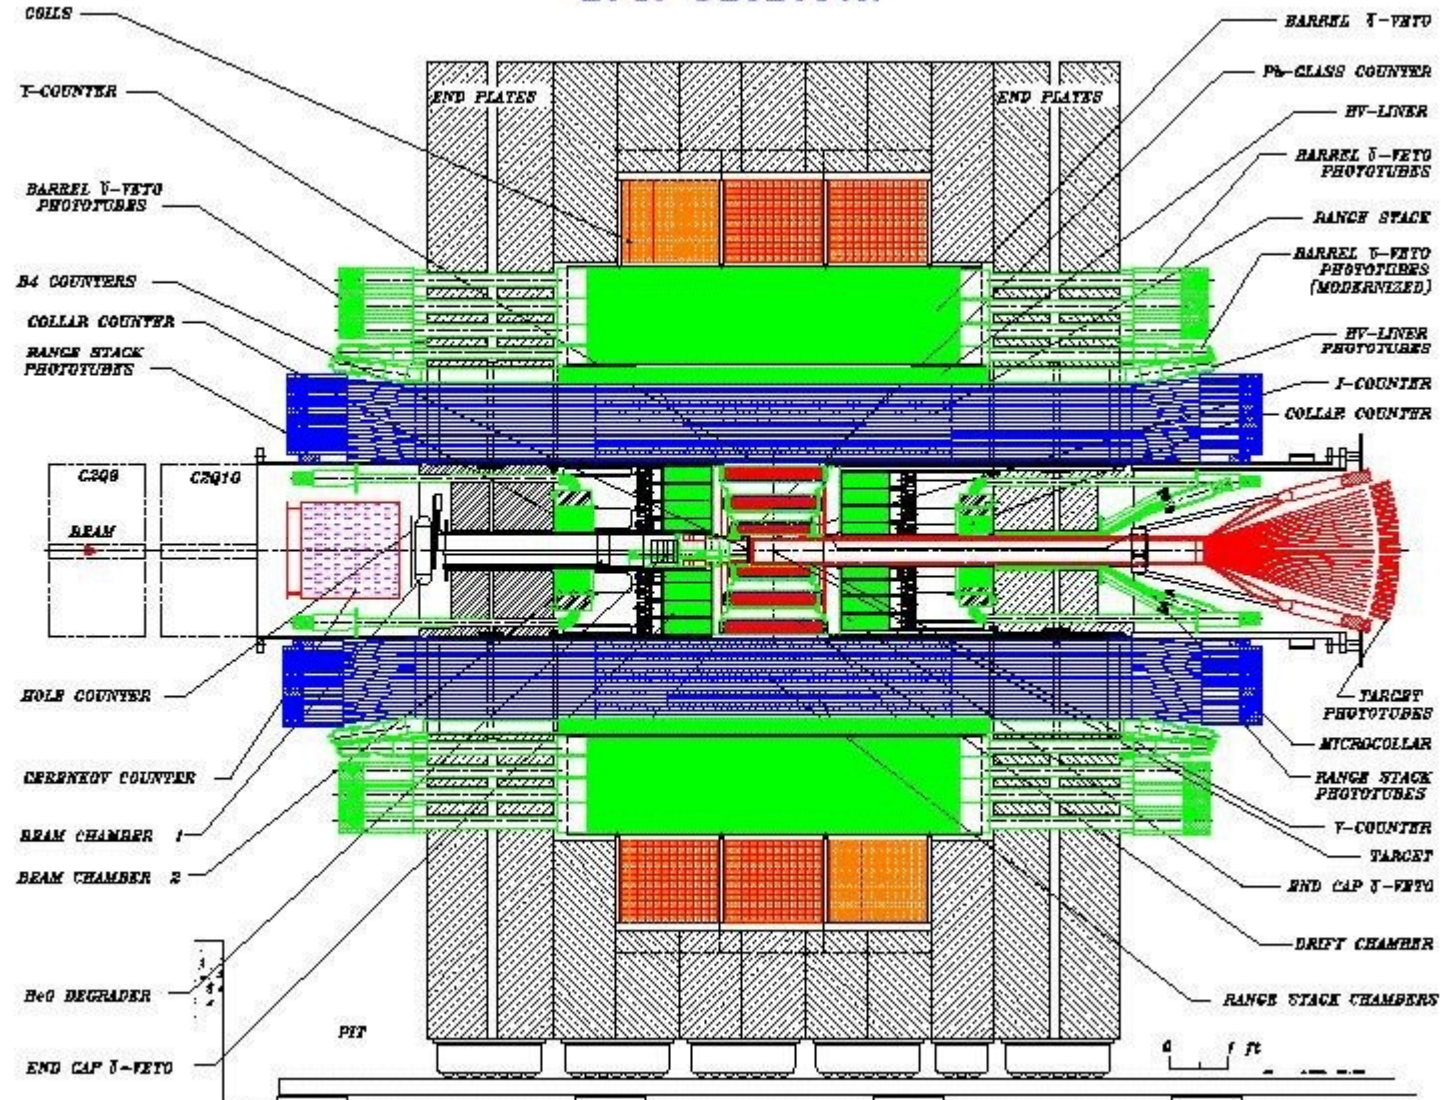 COILS
T-COUNTER
BARREL γ-VETO
PHOTOTUBES
B4 COUNTERS
COLLAR COUNTER
RANGE STACK
PHOTOTUBES
C2Q9
C2Q10
BEAM
HOLE COUNTER
CERENKOV COUNTER
BEAM CHAMBER 1
BEAM CHAMBER 2
BeO DEGRADER
END CAP γ-VETO
PIT
END PLATES
END PLATES
BARREL γ-VETO
Pb-GLASS COUNTER
BV-LINER
BARREL γ-VETO
PHOTOTUBES
RANGE STACK
BARREL γ-VETO
PHOTOTUBES
(MODERNIZED)
BV-LINER
PHOTOTUBES
I-COUNTER
COLLAR COUNTER
TARGET
PHOTOTUBES
MICROCOLLAR
RANGE STACK
PHOTOTUBES
V-COUNTER
TARGET
END CAP γ-VETO
DRIFT CHAMBER
RANGE STACK CHAMBERS
0 1 ft